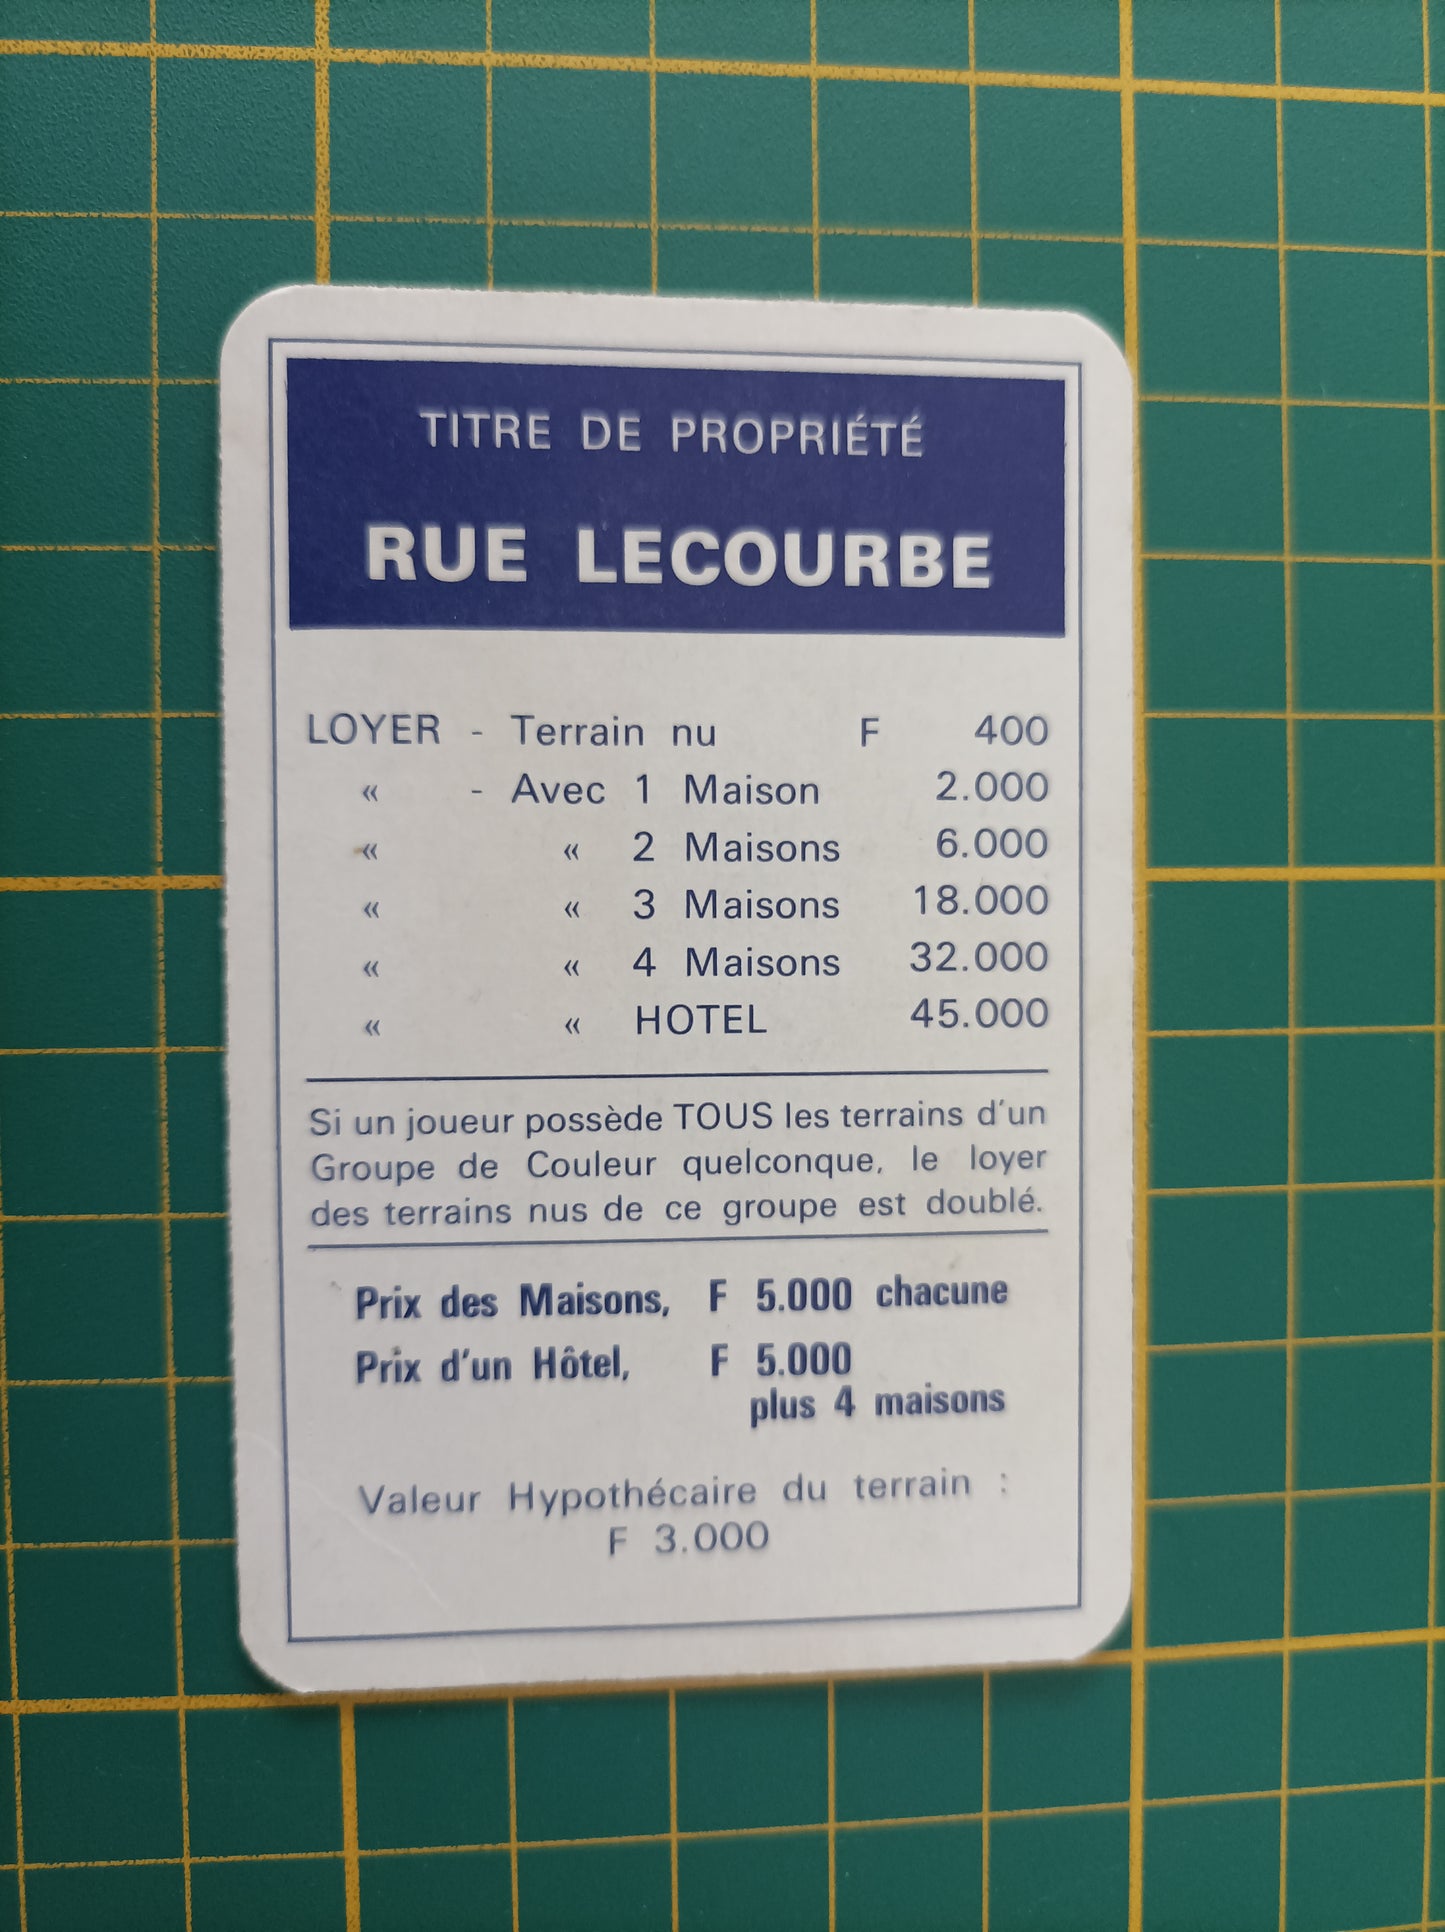 TITRE DE PROPRIÉTÉ
RUE LECOURBE
LOYER - Terrain nu F 400
« - Avec 1 Maison 2.000
« « 2 Maisons 6.000
« « 3 Maisons 18.000
« « 4 Maisons 32.000
« « HOTEL 45.000
Si un joueur possède TOUS les terrains d'un
Groupe de Couleur quelconque, le loyer
des terrains nus de ce groupe est doublé.
Prix des Maisons, F 5.000 chacune
Prix d'un Hôtel, F 5.000
plus 4 maisons
Valeur Hypothécaire du terrain :
F 3.000